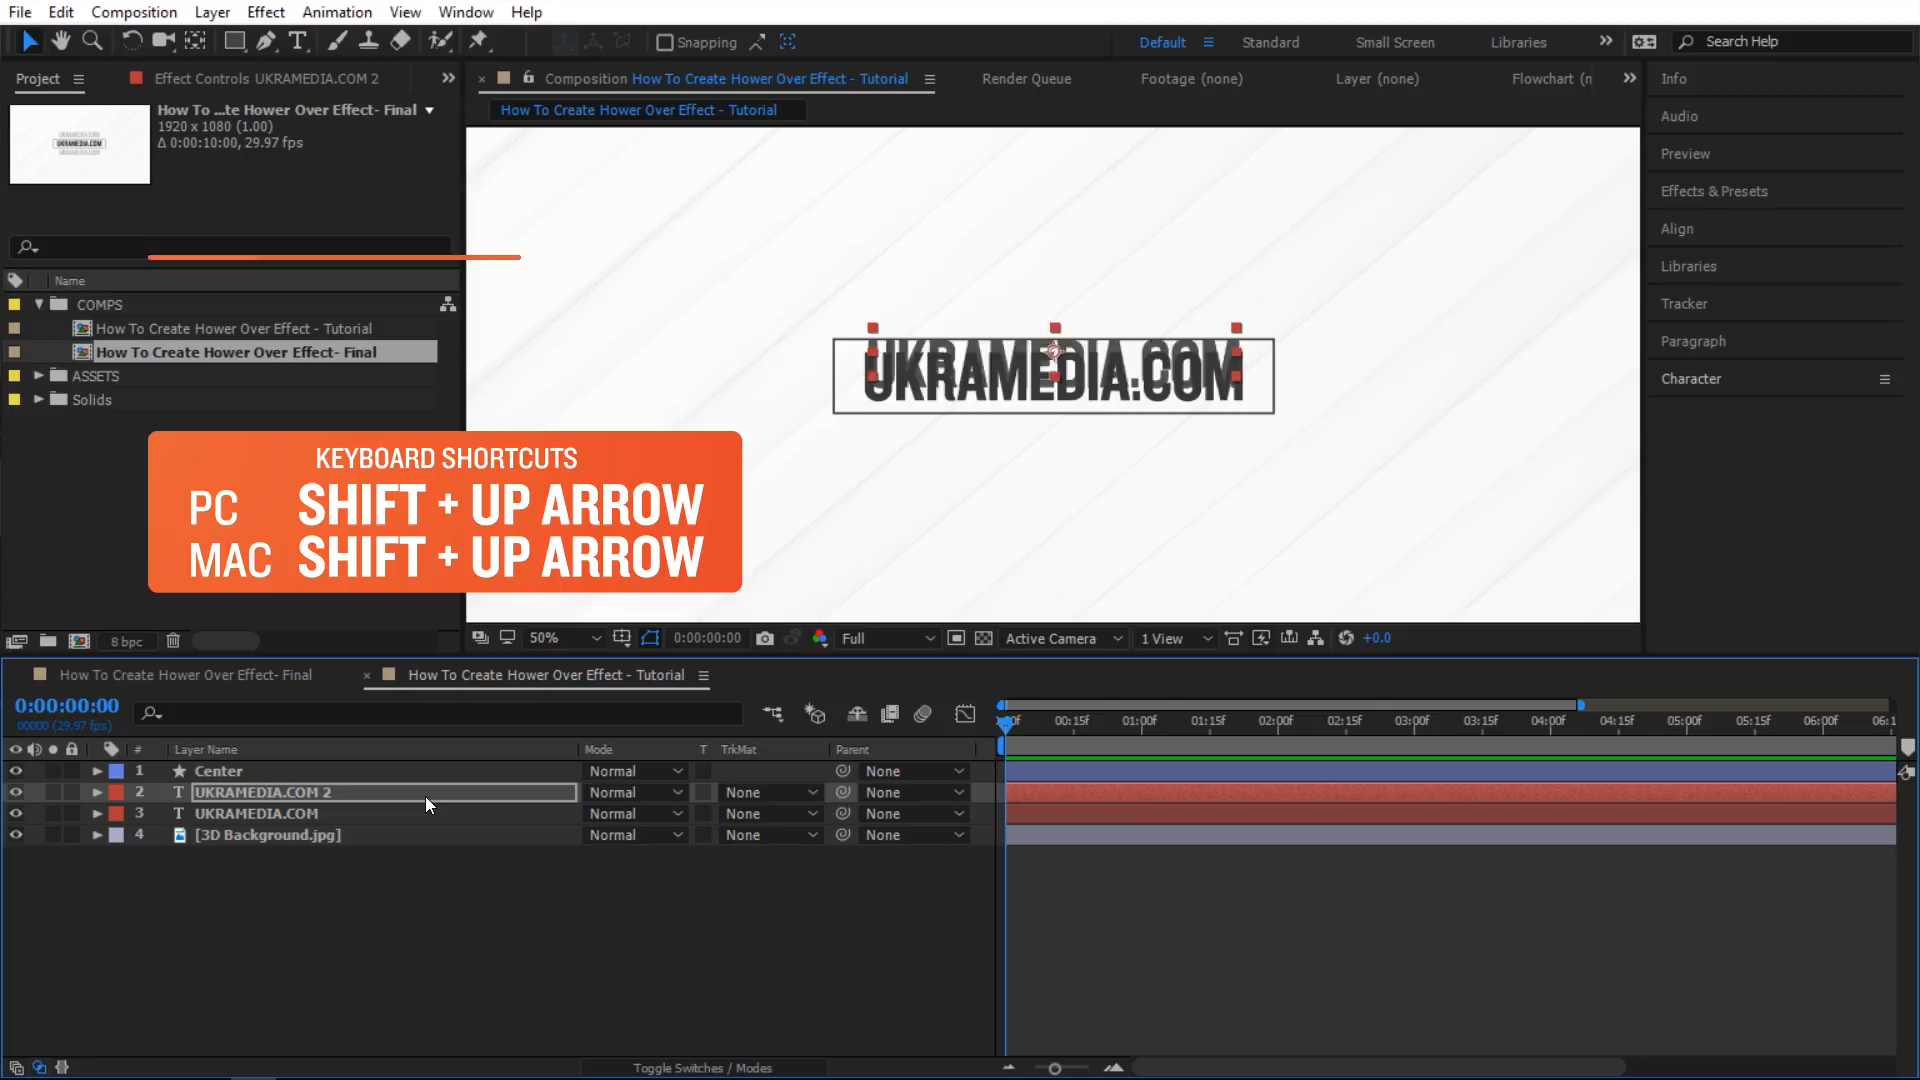 File Edit Composition Layer Effect Animation View Window Help
Snapping Default Standard Small Screen Libraries Search Help
Project Effect Controls UKRAMEDIA.COM 2
Composition How To Create Hower Over Effect - Tutorial Render Queue Footage (none) Layer (none) Flowchart (n
How To ...te Hower Over Effect- Final
1920 x 1080 (1.00)
Δ 0:00:10:00, 29.97 fps
How To Create Hower Over Effect - Tutorial
Name
COMPS
How To Create Hower Over Effect - Tutorial
How To Create Hower Over Effect- Final
ASSETS
Solids
UKRAMEDIA.COM
KEYBOARD SHORTCUTS
PC SHIFT + UP ARROW
MAC SHIFT + UP ARROW
Info
Audio
Preview
Effects & Presets
Align
Libraries
Tracker
Paragraph
Character
8 bpc
50% 0:00:00:00 Full Active Camera 1 View +0.0
How To Create Hower Over Effect- Final How To Create Hower Over Effect - Tutorial
0:00:00:00
00000 (29.97 fps)
00:15f 01:00f 01:15f 02:00f 02:15f 03:00f 03:15f 04:00f 04:15f 05:00f 05:15f 06:00f 06:1
# Layer Name Mode T TrkMat Parent
1 Center Normal None
2 UKRAMEDIA.COM 2 Normal None None
3 UKRAMEDIA.COM Normal None None
4 [3D Background.jpg] Normal None None
Toggle Switches / Modes